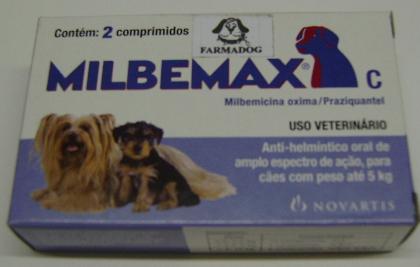 Contém: 2 comprimidos
FARMADOG
MILBEMAX® C
Milbemicina oxima/Praziquantel
USO VETERINÁRIO
Anti-helmíntico oral de
amplo espectro de ação, para
cães com peso até 5 kg
NOVARTIS